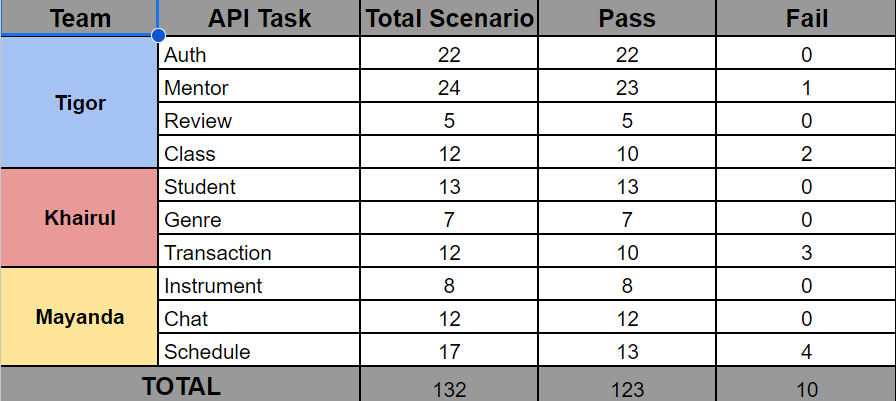 Team API Task Total Scenario Pass Fail
Tigor Auth 22 22 0
Mentor 24 23 1
Review 5 5 0
Class 12 10 2
Khairul Student 13 13 0
Genre 7 7 0
Transaction 12 10 3
Mayanda Instrument 8 8 0
Chat 12 12 0
Schedule 17 13 4
TOTAL 132 123 10